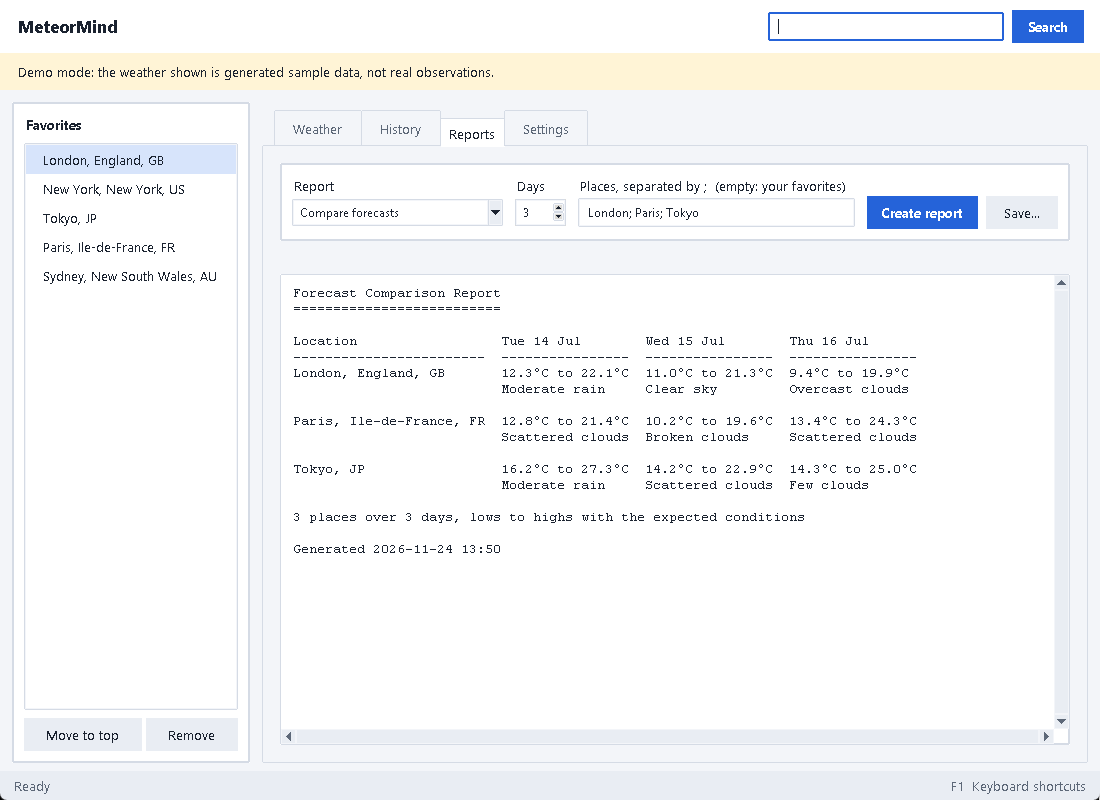 MeteorMind
Search
Demo mode: the weather shown is generated sample data, not real observations.
Favorites
London, England, GB
New York, New York, US
Tokyo, JP
Paris, Ile-de-France, FR
Sydney, New South Wales, AU
Move to top
Remove
Weather
History
Reports
Settings
Report
Days
Places, separated by ;  (empty: your favorites)
Compare forecasts
3
London; Paris; Tokyo
Create report
Save...
Forecast Comparison Report
==========================
Location                  Tue 14 Jul        Wed 15 Jul        Thu 16 Jul
------------------------  ----------------  ----------------  ----------------
London, England, GB       12.3°C to 22.1°C  11.0°C to 21.3°C  9.4°C to 19.9°C
                          Moderate rain     Clear sky         Overcast clouds
Paris, Ile-de-France, FR  12.8°C to 21.4°C  10.2°C to 19.6°C  13.4°C to 24.3°C
                          Scattered clouds  Broken clouds     Scattered clouds
Tokyo, JP                 16.2°C to 27.3°C  14.2°C to 22.9°C  14.3°C to 25.0°C
                          Moderate rain     Scattered clouds  Few clouds
3 places over 3 days, lows to highs with the expected conditions
Generated 2026-11-24 13:50
Ready
F1  Keyboard shortcuts